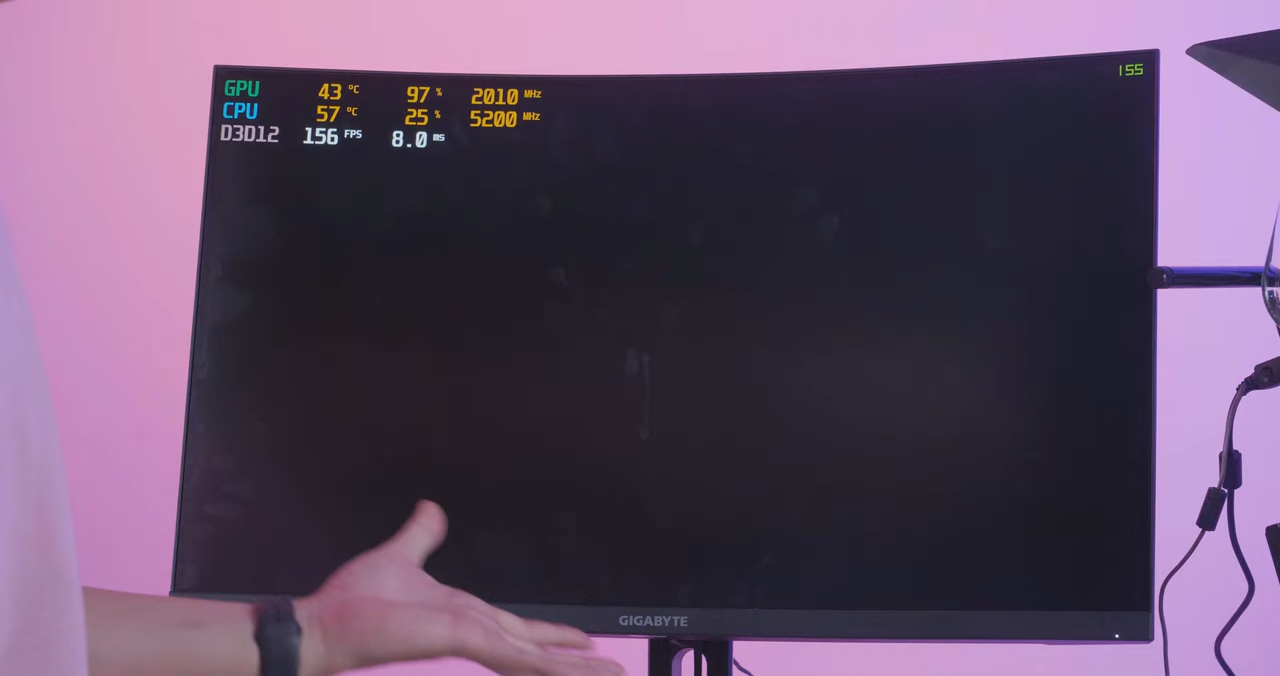 GPU 43 °C 97 % 2010 MHz
CPU 57 °C 25 % 5200 MHz
D3D12 156 FPS 8.0 ms
155
GIGABYTE